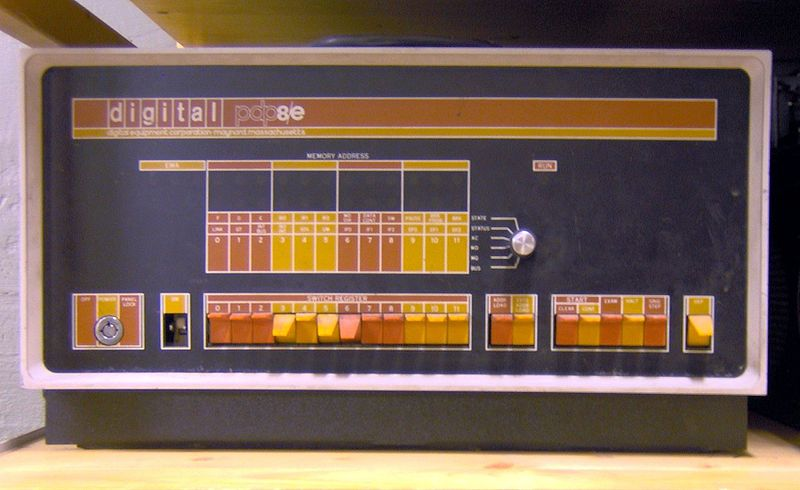 digital pdp8/e
digital equipment corporation · maynard, massachusetts
MEMORY ADDRESS
EMA
RUN
F D C
STATE
LINK GT INT BUS
STATUS
0 1 2 3 4 5 6 7 8 9 10 11
AC
MD
MQ
BUS
OFF POWER PANEL LOCK
SW
SWITCH REGISTER
0 1 2 3 4 5 6 7 8 9 10 11
ADDR LOAD EXTD ADDR LOAD
START
CLEAR CONT EXAM HALT SING STEP
DEP